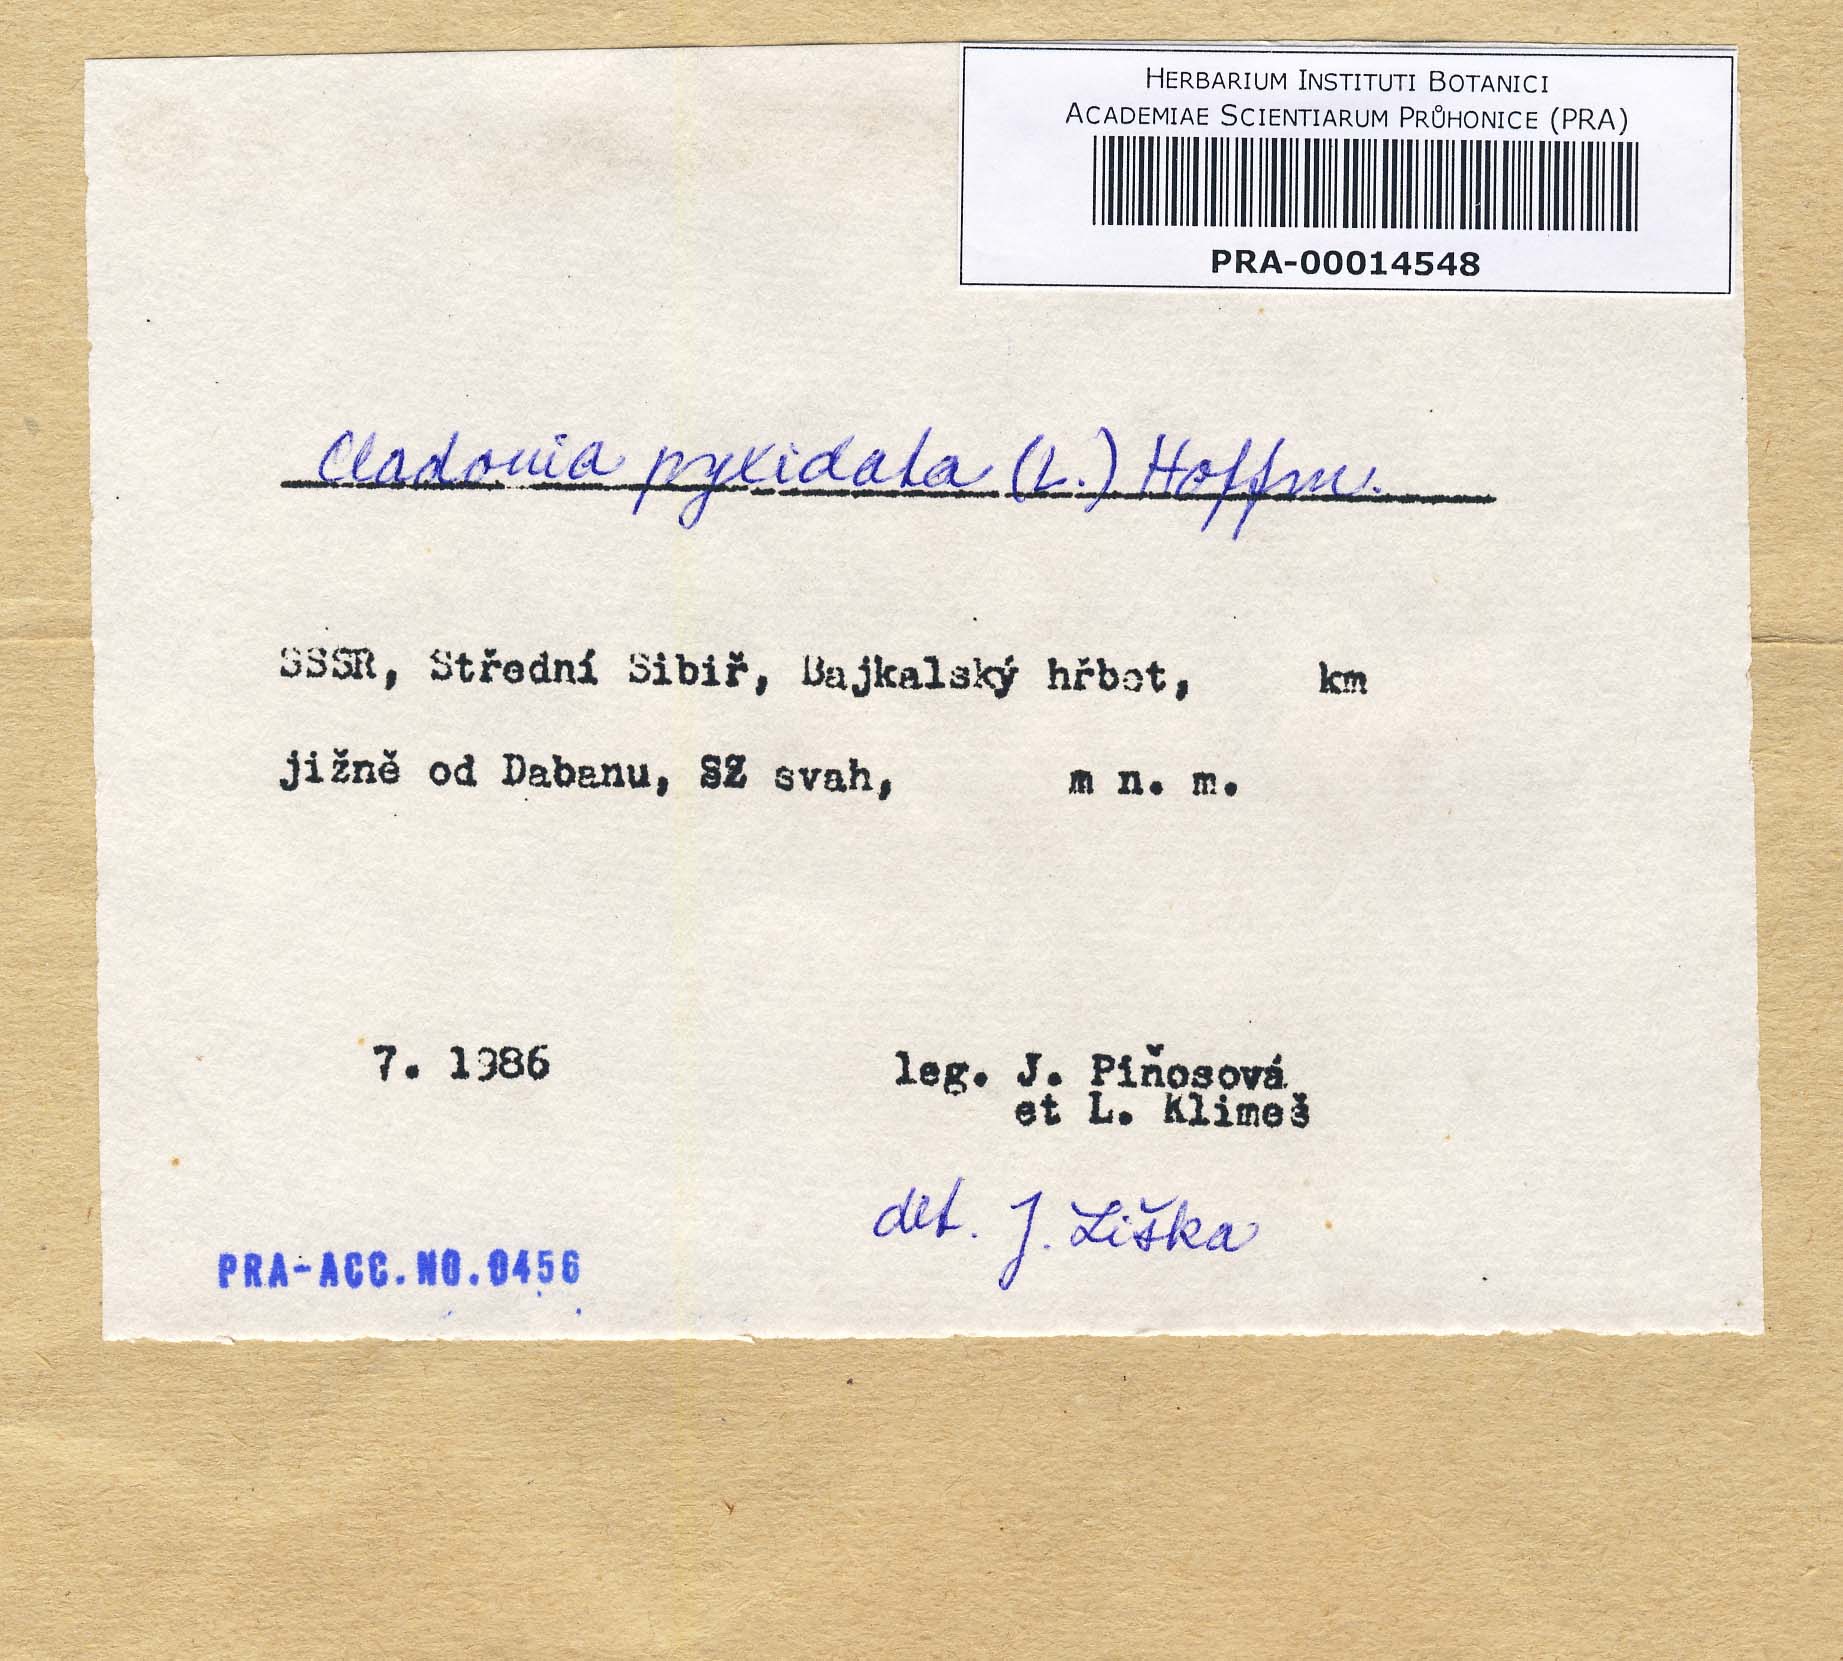 HERBARIUM INSTITUTI BOTANICI
ACADEMIAE SCIENTIARUM PRŮHONICE (PRA)
PRA-00014548
Cladonia pyxidata (L.) Hoffm.
SSSR, Střední Sibiř, Bajkalský hřbet, km
jižně od Dabanu, SZ svah, m n. m.
7. 1986
leg. J. Piňosová
et L. Klimeš
det. J. Liška
PRA-ACC.NO.0456